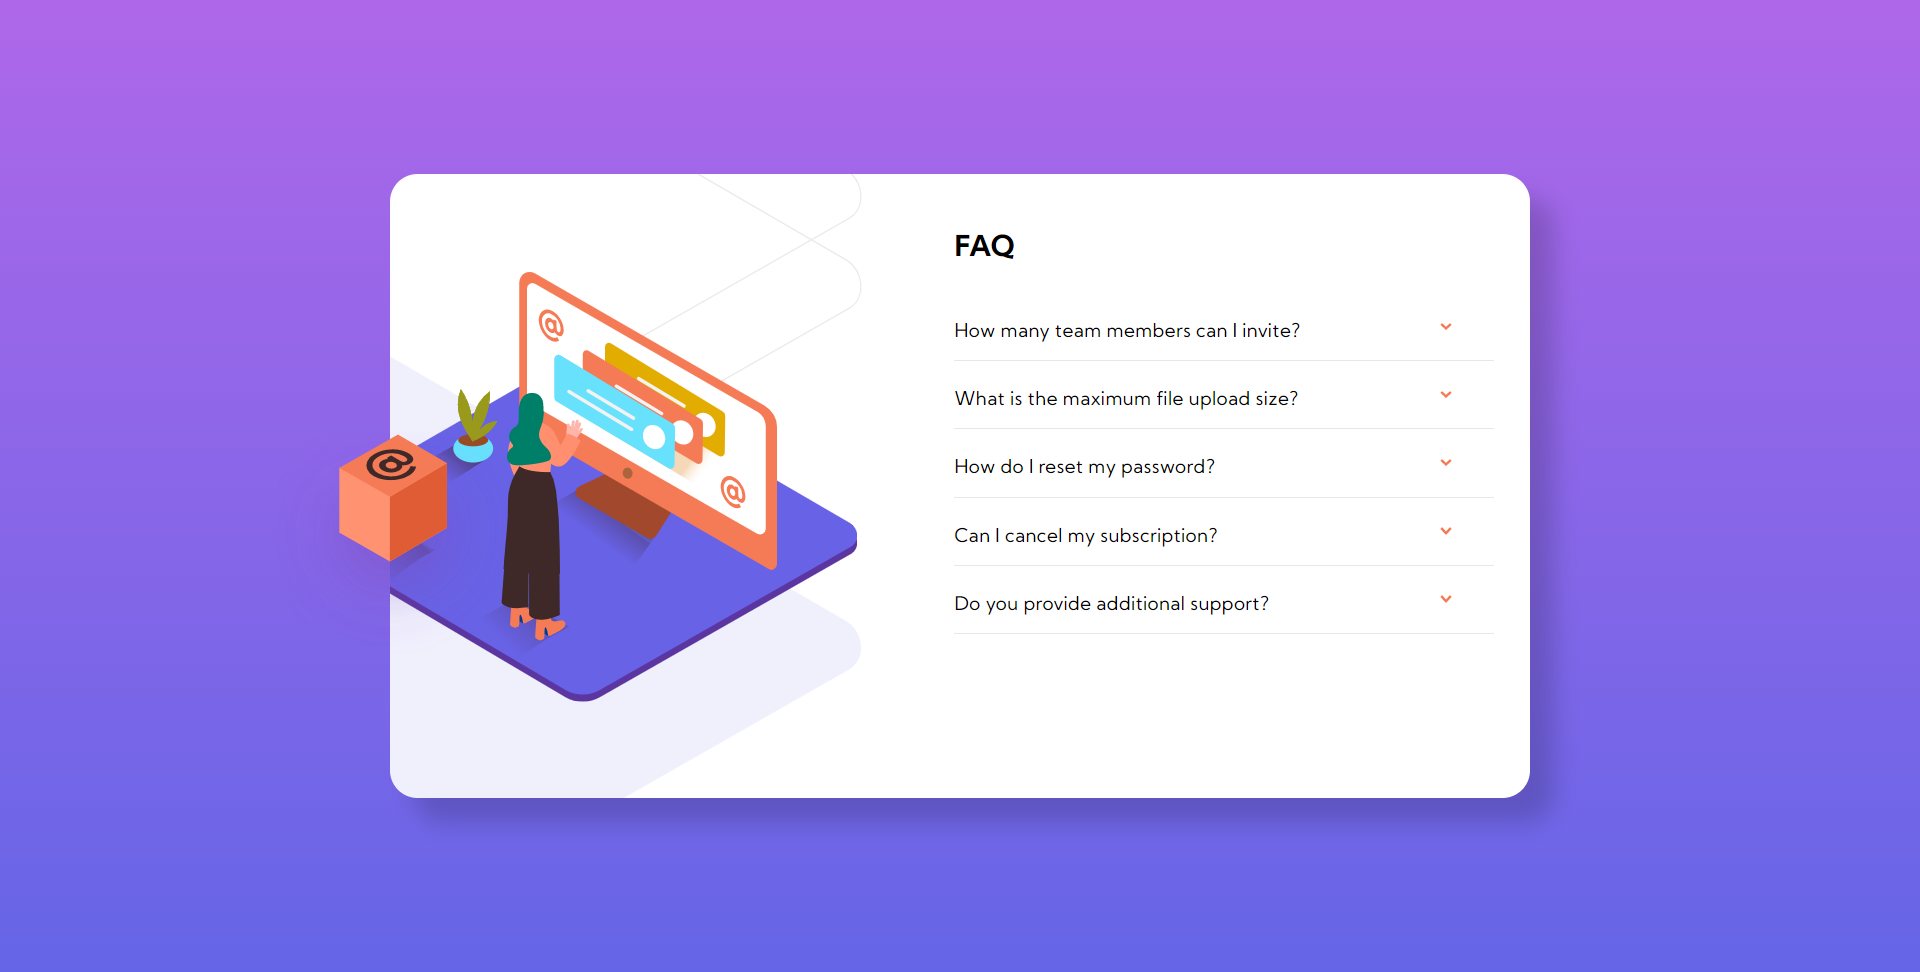 FAQ
How many team members can I invite?
What is the maximum file upload size?
How do I reset my password?
Can I cancel my subscription?
Do you provide additional support?
@
@
@